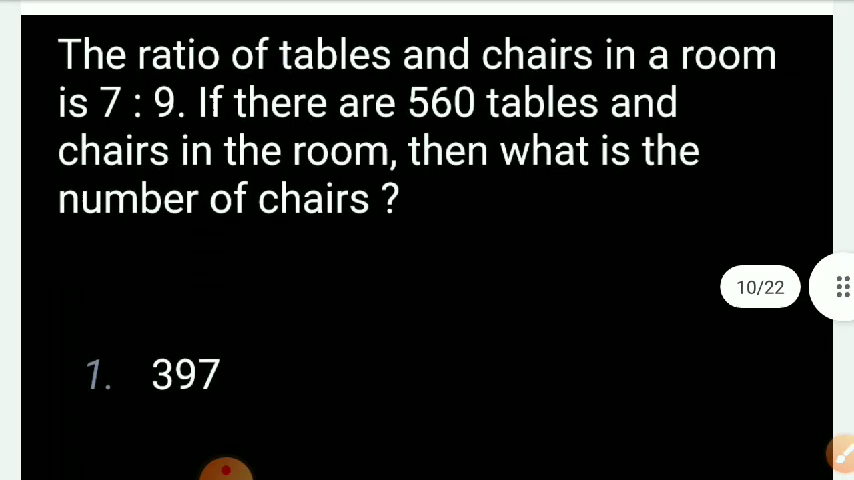 The ratio of tables and chairs in a room
is 7 : 9. If there are 560 tables and
chairs in the room, then what is the
number of chairs ?
10/22
1. 397